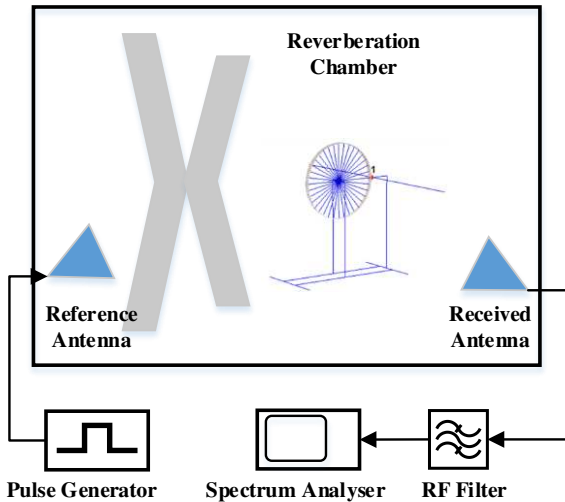 Reverberation
Chamber
1
Reference
Antenna
Received
Antenna
Pulse Generator
Spectrum Analyser
RF Filter